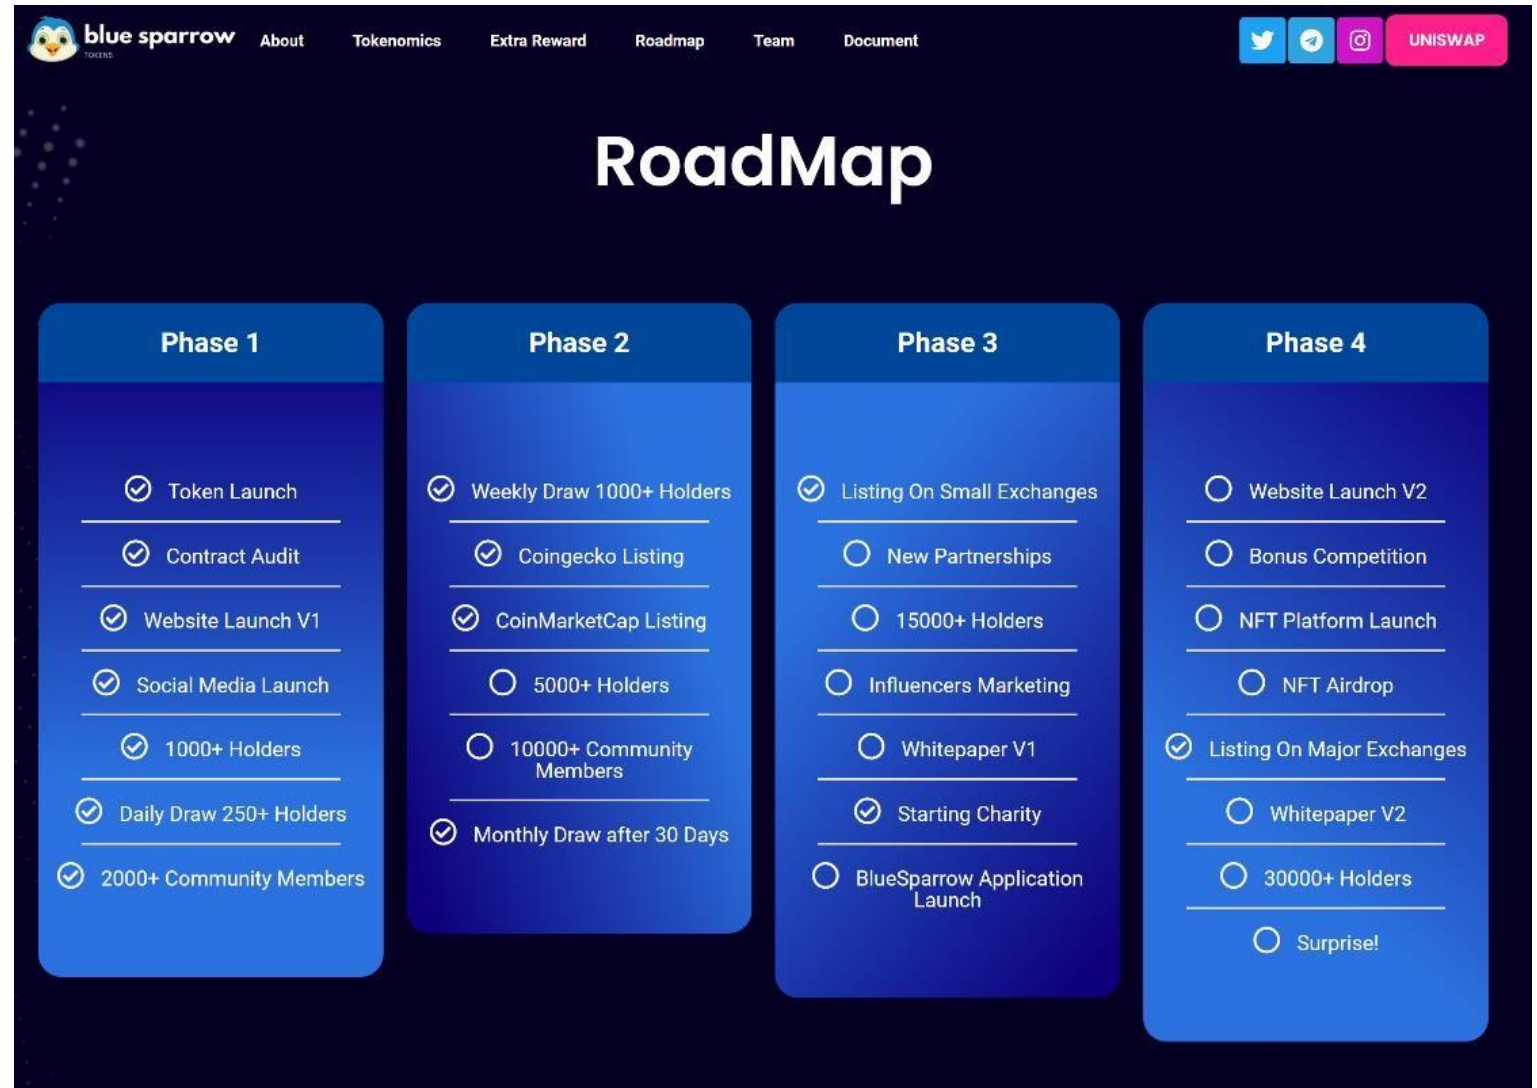 blue sparrow
TOKENS
About
Tokenomics
Extra Reward
Roadmap
Team
Document
UNISWAP
RoadMap
Phase 1
Token Launch
Contract Audit
Website Launch V1
Social Media Launch
1000+ Holders
Daily Draw 250+ Holders
2000+ Community Members
Phase 2
Weekly Draw 1000+ Holders
Coingecko Listing
CoinMarketCap Listing
5000+ Holders
10000+ Community
Members
Monthly Draw after 30 Days
Phase 3
Listing On Small Exchanges
New Partnerships
15000+ Holders
Influencers Marketing
Whitepaper V1
Starting Charity
BlueSparrow Application
Launch
Phase 4
Website Launch V2
Bonus Competition
NFT Platform Launch
NFT Airdrop
Listing On Major Exchanges
Whitepaper V2
30000+ Holders
Surprise!